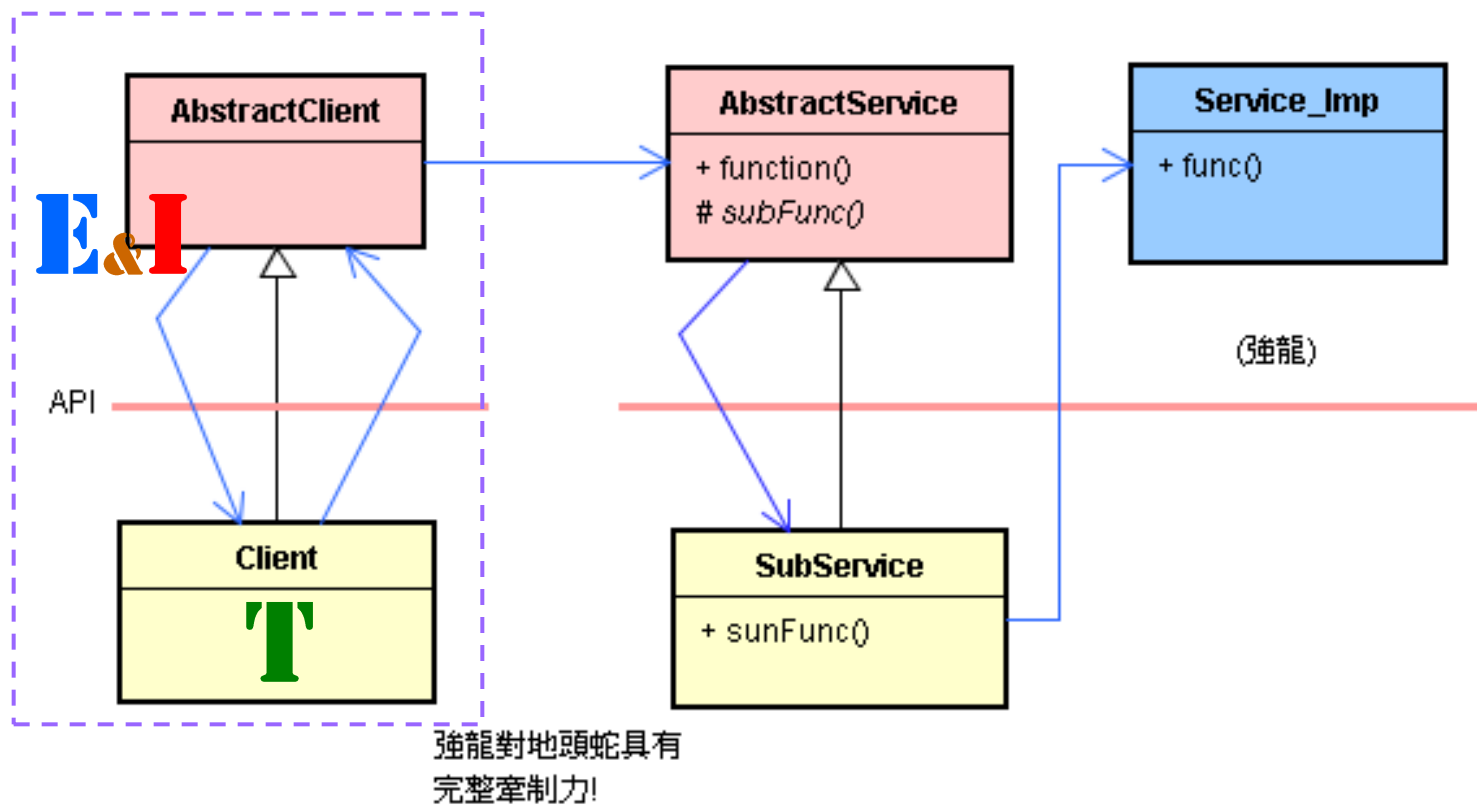 AbstractClient
E&I
API
Client
T
AbstractService
+ function()
# subFunc()
SubService
+ sunFunc()
Service_Imp
+ func()
(強龍)
強龍對地頭蛇具有
完整牽制力!